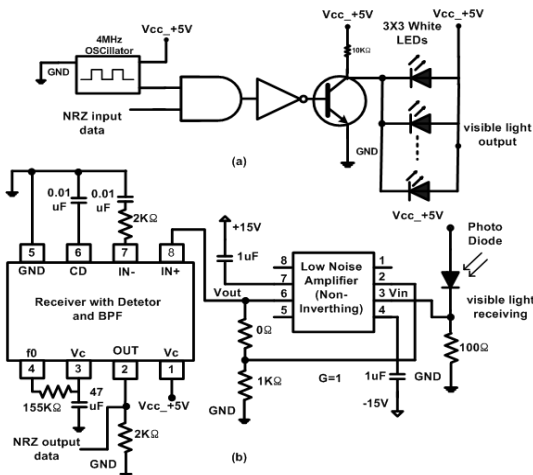 Vcc_+5V
Vcc_+5V
Vcc_+5V
4MHz
OSCillator
3X3 White
LEDs
10KΩ
GND
NRZ input
data
GND
visible light
output
(a)
0.01
uF
0.01
uF
2KΩ
+15V
1uF
Vcc_+5V
Photo
Diode
5
6
7
8
GND
CD
IN-
IN+
Receiver with Detetor
and BPF
f0
Vc
OUT
Vc
4
3
2
1
8
7
6
5
Low Noise
Amplifier
(Non-
Inverthing)
1
2
3 Vin
4
Vout
visible light
receiving
0Ω
100Ω
1KΩ
G=1
1uF
GND
GND
-15V
155KΩ
47
uF
Vcc_+5V
NRZ output
data
2KΩ
GND
(b)